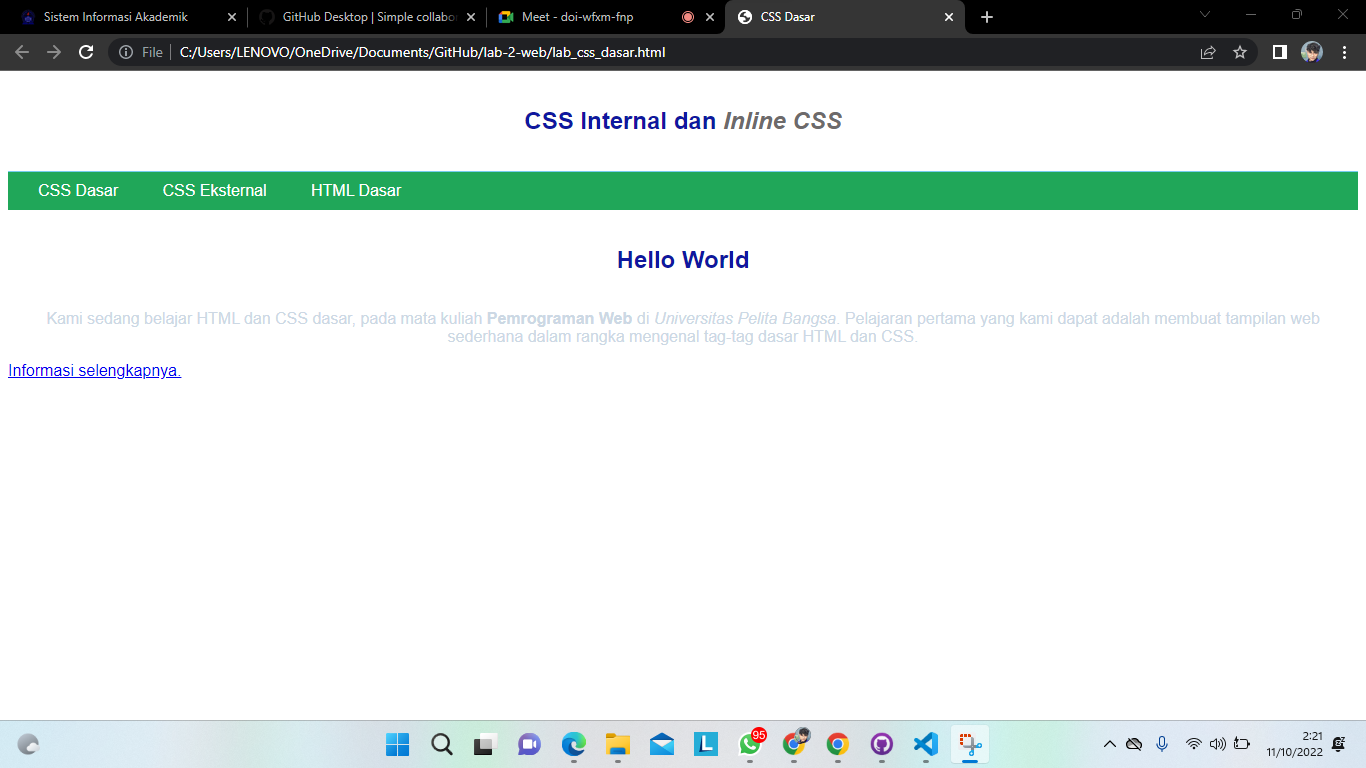 Sistem Informasi Akademik
GitHub Desktop | Simple collabo
Meet - doi-wfxm-fnp
CSS Dasar
File
C:/Users/LENOVO/OneDrive/Documents/GitHub/lab-2-web/lab_css_dasar.html
CSS Internal dan Inline CSS
CSS Dasar CSS Eksternal HTML Dasar
Hello World
Kami sedang belajar HTML dan CSS dasar, pada mata kuliah Pemrograman Web di Universitas Pelita Bangsa. Pelajaran pertama yang kami dapat adalah membuat tampilan web
sederhana dalam rangka mengenal tag-tag dasar HTML dan CSS.
Informasi selengkapnya.
L
95
2:21
11/10/2022